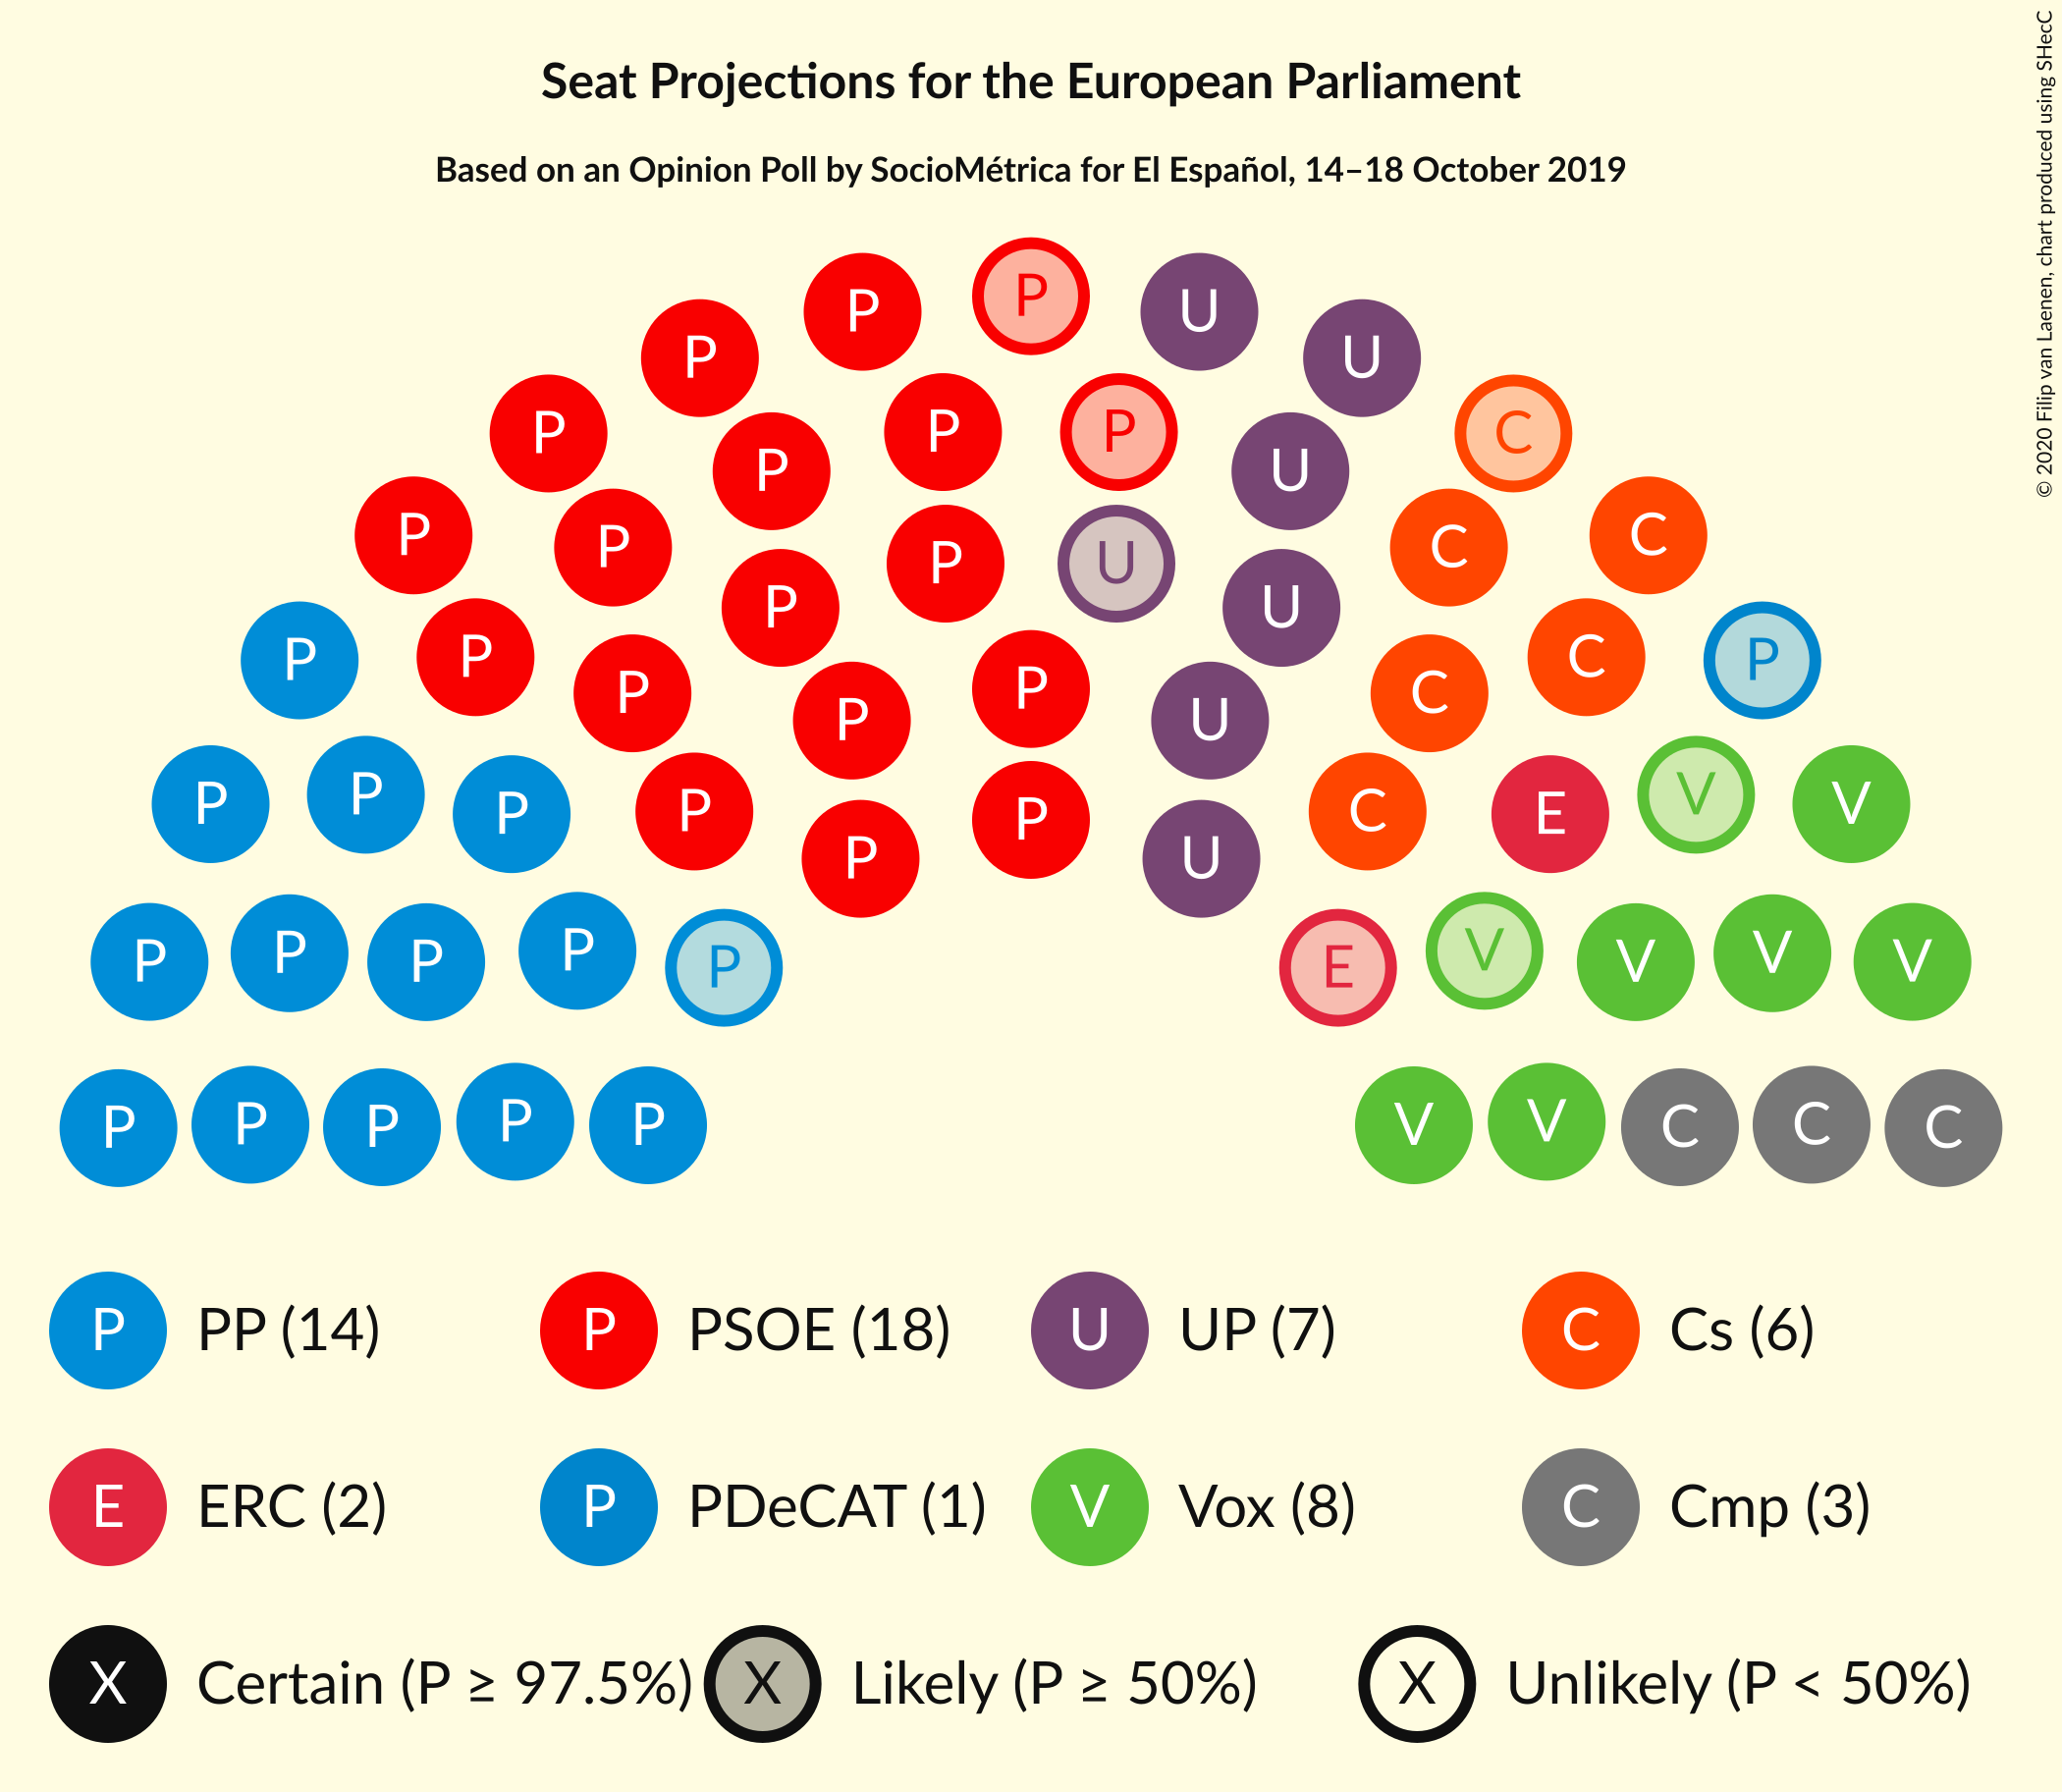 Seat Projections for the European Parliament
Based on an Opinion Poll by SocioMétrica for El Español, 14–18 October 2019
© 2020 Filip van Laenen, chart produced using SHecC
P
P U
P U
P P
P C
P P
U
P C
P C
P P U U
P C
P P
P C
P P
P C
P U
P P
P V
P P P E V
P C
P U
P P P P P E V V V V
P P P P P V V C C C
P PP (14) P PSOE (18) U UP (7) C Cs (6)
E ERC (2) P PDeCAT (1) V Vox (8) C Cmp (3)
X Certain (P ≥ 97.5%) X Likely (P ≥ 50%) X Unlikely (P < 50%)